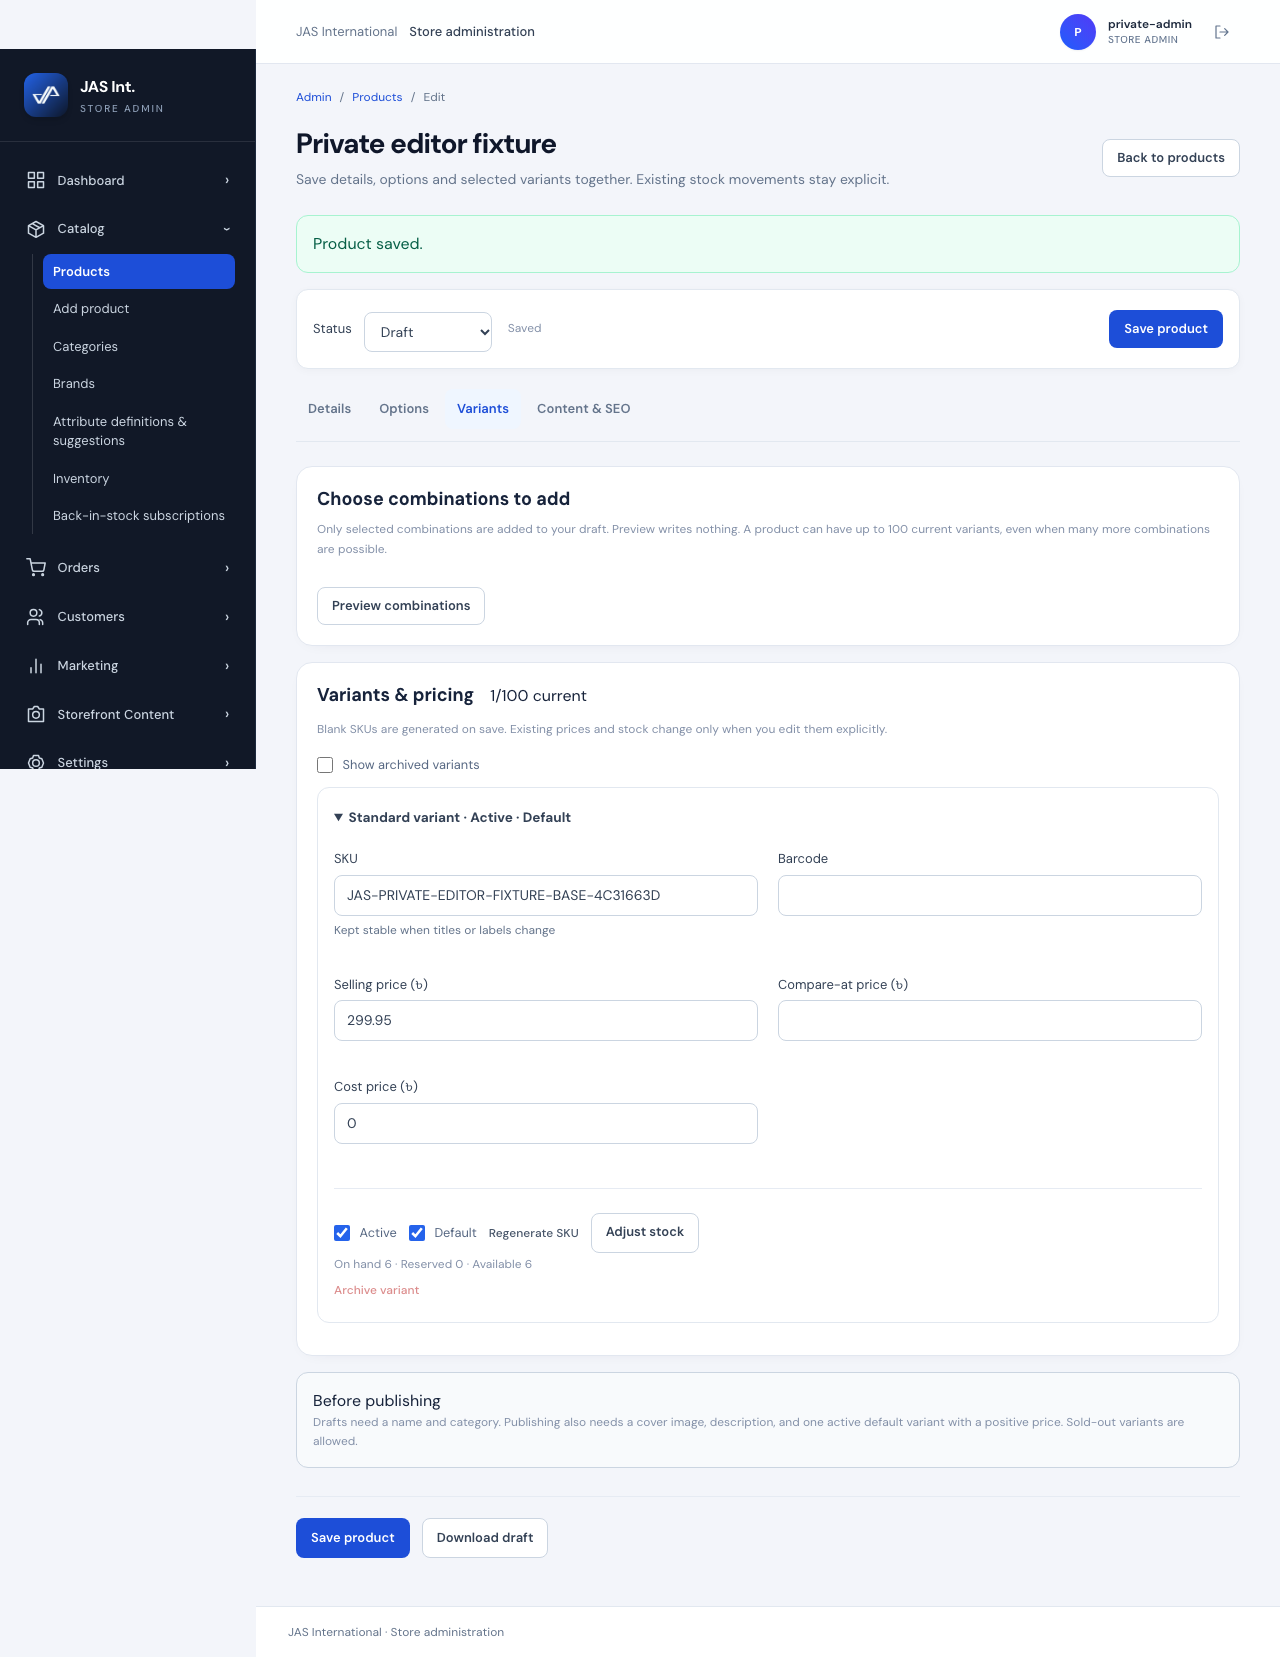 JAS International Store administration
P
private-admin
STORE ADMIN
JAS Int.
STORE ADMIN
Dashboard
Catalog
Products
Add product
Categories
Brands
Attribute definitions &
suggestions
Inventory
Back-in-stock subscriptions
Orders
Customers
Marketing
Storefront Content
Settings
Admin / Products / Edit
Private editor fixture
Save details, options and selected variants together. Existing stock movements stay explicit.
Back to products
Product saved.
Status Draft Saved Save product
Details Options Variants Content & SEO
Choose combinations to add
Only selected combinations are added to your draft. Preview writes nothing. A product can have up to 100 current variants, even when many more combinations
are possible.
Preview combinations
Variants & pricing 1/100 current
Blank SKUs are generated on save. Existing prices and stock change only when you edit them explicitly.
Show archived variants
Standard variant · Active · Default
SKU Barcode
JAS-PRIVATE-EDITOR-FIXTURE-BASE-4C31663D
Kept stable when titles or labels change
Selling price (৳) Compare-at price (৳)
299.95
Cost price (৳)
0
Active Default Regenerate SKU Adjust stock
On hand 6 · Reserved 0 · Available 6
Archive variant
Before publishing
Drafts need a name and category. Publishing also needs a cover image, description, and one active default variant with a positive price. Sold-out variants are
allowed.
Save product Download draft
JAS International · Store administration